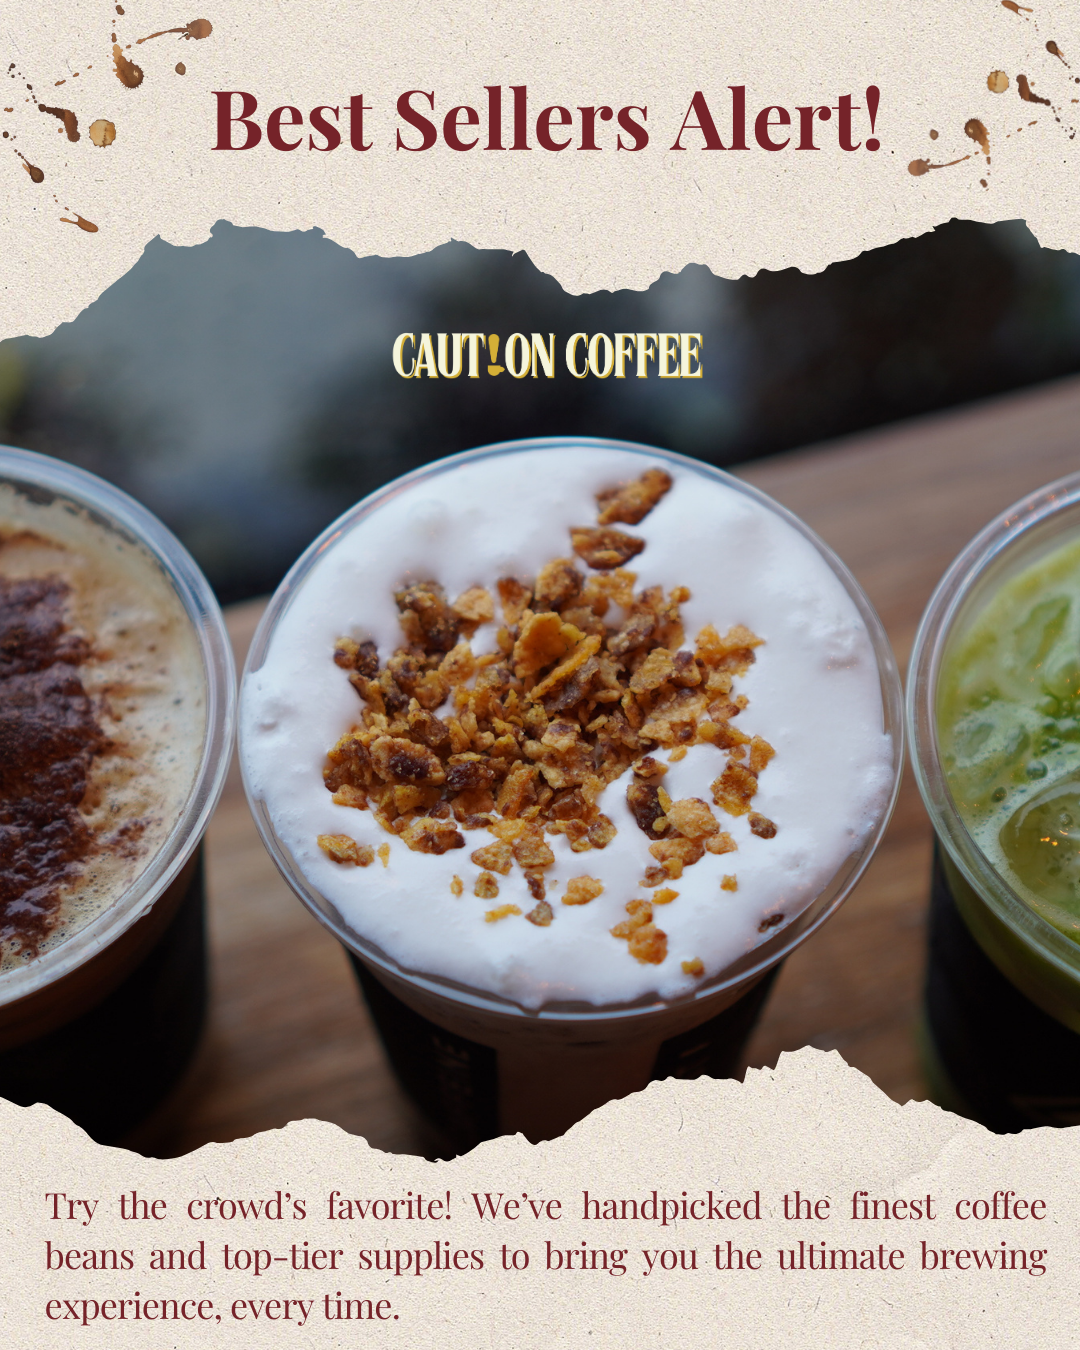 Best Sellers Alert!
CAUT!ON COFFEE
Try the crowd’s favorite! We’ve handpicked the finest coffee
beans and top-tier supplies to bring you the ultimate brewing
experience, every time.